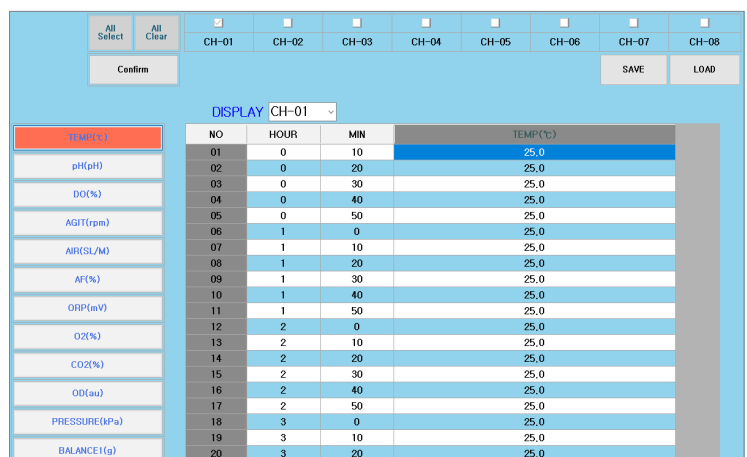 All Select
All Clear
CH-01 CH-02 CH-03 CH-04 CH-05 CH-06 CH-07 CH-08
Confirm
SAVE LOAD
DISPLAY CH-01
TEMP(℃)
pH(pH)
DO(%)
AGIT(rpm)
AIR(SL/M)
AF(%)
ORP(mV)
O2(%)
CO2(%)
OD(au)
PRESSURE(kPa)
BALANCE1(g)
NO HOUR MIN TEMP(℃)
01 0 10 25.0
02 0 20 25.0
03 0 30 25.0
04 0 40 25.0
05 0 50 25.0
06 1 0 25.0
07 1 10 25.0
08 1 20 25.0
09 1 30 25.0
10 1 40 25.0
11 1 50 25.0
12 2 0 25.0
13 2 10 25.0
14 2 20 25.0
15 2 30 25.0
16 2 40 25.0
17 2 50 25.0
18 3 0 25.0
19 3 10 25.0
20 3 20 25.0